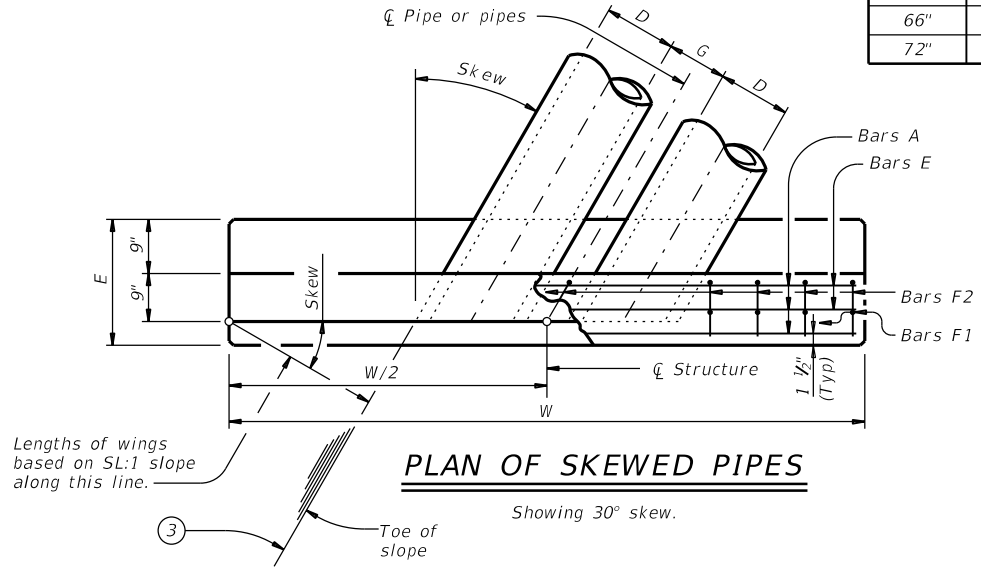 66"
72"
℄ Pipe or pipes
D
G
D
Skew
Bars A
Bars E
E
9"
9"
Skew
Bars F2
Bars F1
1 ½"
(Typ)
W/2
℄ Structure
W
Lengths of wings
based on SL:1 slope
along this line.
PLAN OF SKEWED PIPES
Showing 30° skew.
3
Toe of
slope